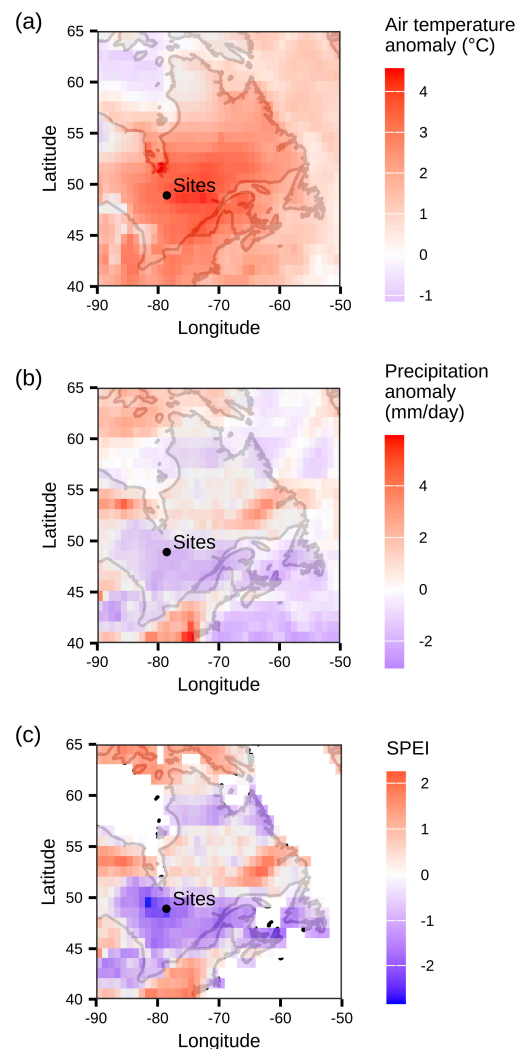 (a)
Air temperature
anomaly (°C)
65
60
55
50
45
40
Latitude
Sites
-90
-80
-70
-60
-50
Longitude
4
3
2
1
0
-1
(b)
Precipitation
anomaly
(mm/day)
65
60
55
50
45
40
Latitude
Sites
-90
-80
-70
-60
-50
Longitude
4
2
0
-2
(c)
SPEI
65
60
55
50
45
40
Latitude
Sites
-90
-80
-70
-60
-50
Longitude
2
1
0
-1
-2